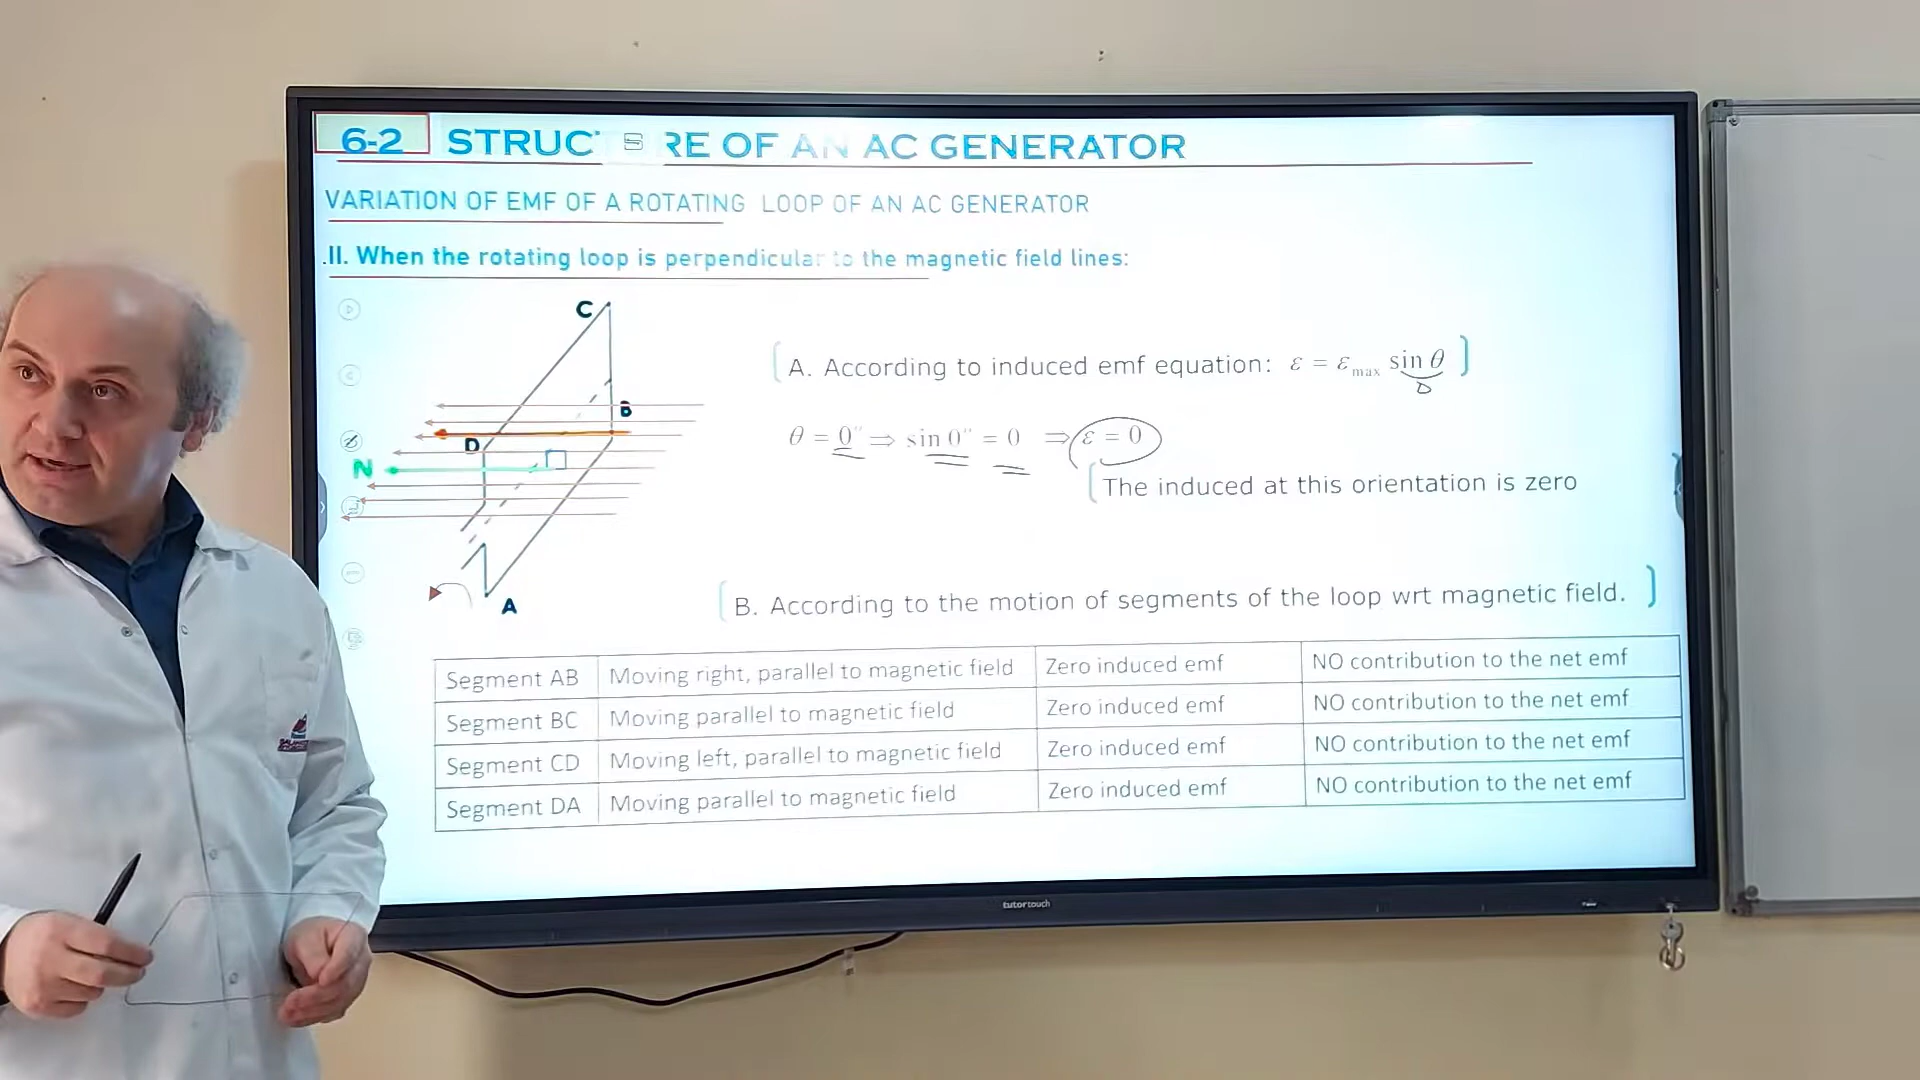 6-2 STRUC RE OF AN AC GENERATOR
VARIATION OF EMF OF A ROTATING LOOP OF AN AC GENERATOR
.II. When the rotating loop is perpendicular to the magnetic field lines:
C
B
D
N
A
A. According to induced emf equation: ε = ε max sin θ
θ = 0° ⇒ sin 0° = 0 ⇒ ε = 0
The induced at this orientation is zero
B. According to the motion of segments of the loop wrt magnetic field.
Segment AB Moving right, parallel to magnetic field Zero induced emf NO contribution to the net emf
Segment BC Moving parallel to magnetic field Zero induced emf NO contribution to the net emf
Segment CD Moving left, parallel to magnetic field Zero induced emf NO contribution to the net emf
Segment DA Moving parallel to magnetic field Zero induced emf NO contribution to the net emf
tutortouch